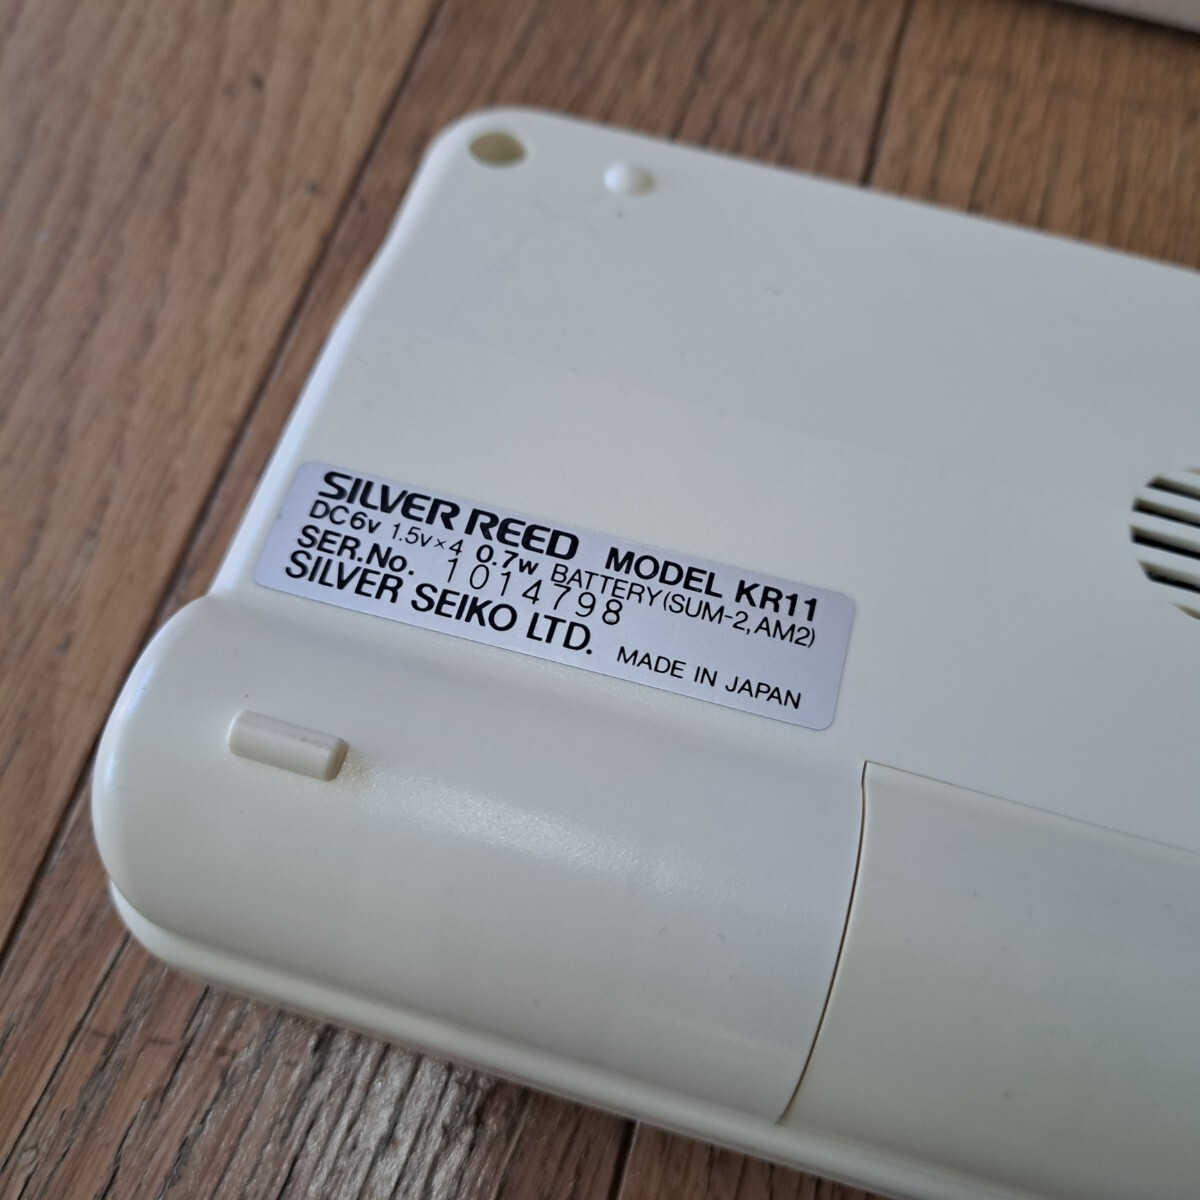 SILVER REED MODEL KR11
DC6v 1.5v×4 0.7w BATTERY(SUM-2,AM2)
SER.No. 1014798
SILVER SEIKO LTD. MADE IN JAPAN